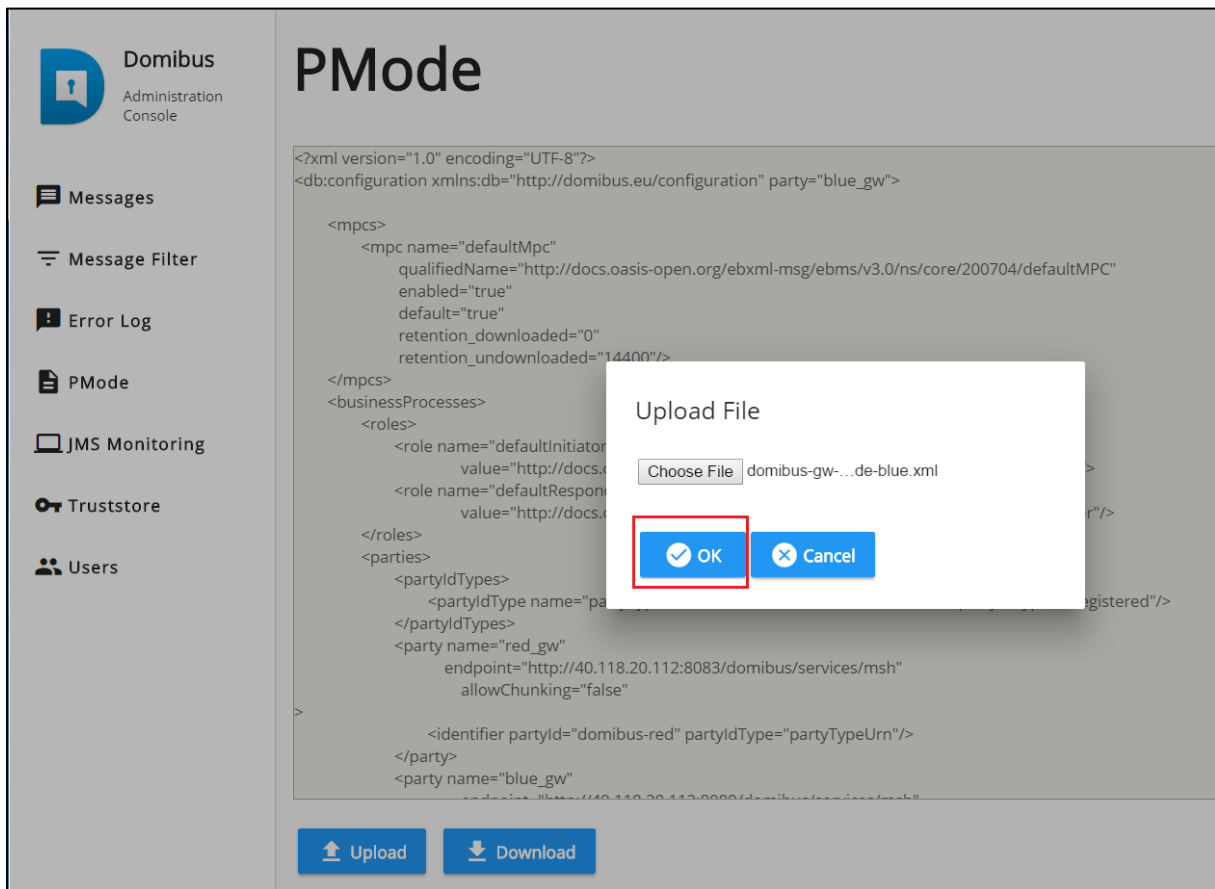 Domibus
Administration
Console
Messages
Message Filter
Error Log
PMode
JMS Monitoring
Truststore
Users
PMode
<?xml version="1.0" encoding="UTF-8"?>
<db:configuration xmlns:db="http://domibus.eu/configuration" party="blue_gw">
<mpcs>
<mpc name="defaultMpc"
qualifiedName="http://docs.oasis-open.org/ebxml-msg/ebms/v3.0/ns/core/200704/defaultMPC"
enabled="true"
default="true"
retention_downloaded="0"
retention_undownloaded="14400"/>
</mpcs>
<businessProcesses>
<roles>
<role name="defaultInitiator
value="http://docs. />
<role name="defaultRespon
value="http://docs. r"/>
</roles>
<parties>
<partyIdTypes>
<partyIdType name="pa egistered"/>
</partyIdTypes>
<party name="red_gw"
endpoint="http://40.118.20.112:8083/domibus/services/msh"
allowChunking="false"
>
<identifier partyId="domibus-red" partyIdType="partyTypeUrn"/>
</party>
<party name="blue_gw"
Upload File
Choose File domibus-gw-...de-blue.xml
OK Cancel
Upload Download